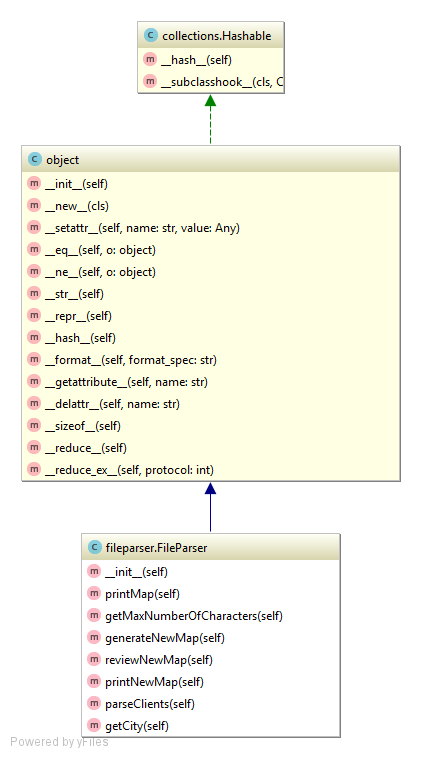 C collections.Hashable
m __hash__(self)
m __subclasshook__(cls, C
C object
m __init__(self)
m __new__(cls)
m __setattr__(self, name: str, value: Any)
m __eq__(self, o: object)
m __ne__(self, o: object)
m __str__(self)
m __repr__(self)
m __hash__(self)
m __format__(self, format_spec: str)
m __getattribute__(self, name: str)
m __delattr__(self, name: str)
m __sizeof__(self)
m __reduce__(self)
m __reduce_ex__(self, protocol: int)
C fileparser.FileParser
m __init__(self)
m printMap(self)
m getMaxNumberOfCharacters(self)
m generateNewMap(self)
m reviewNewMap(self)
m printNewMap(self)
m parseClients(self)
m getCity(self)
Powered by yFiles